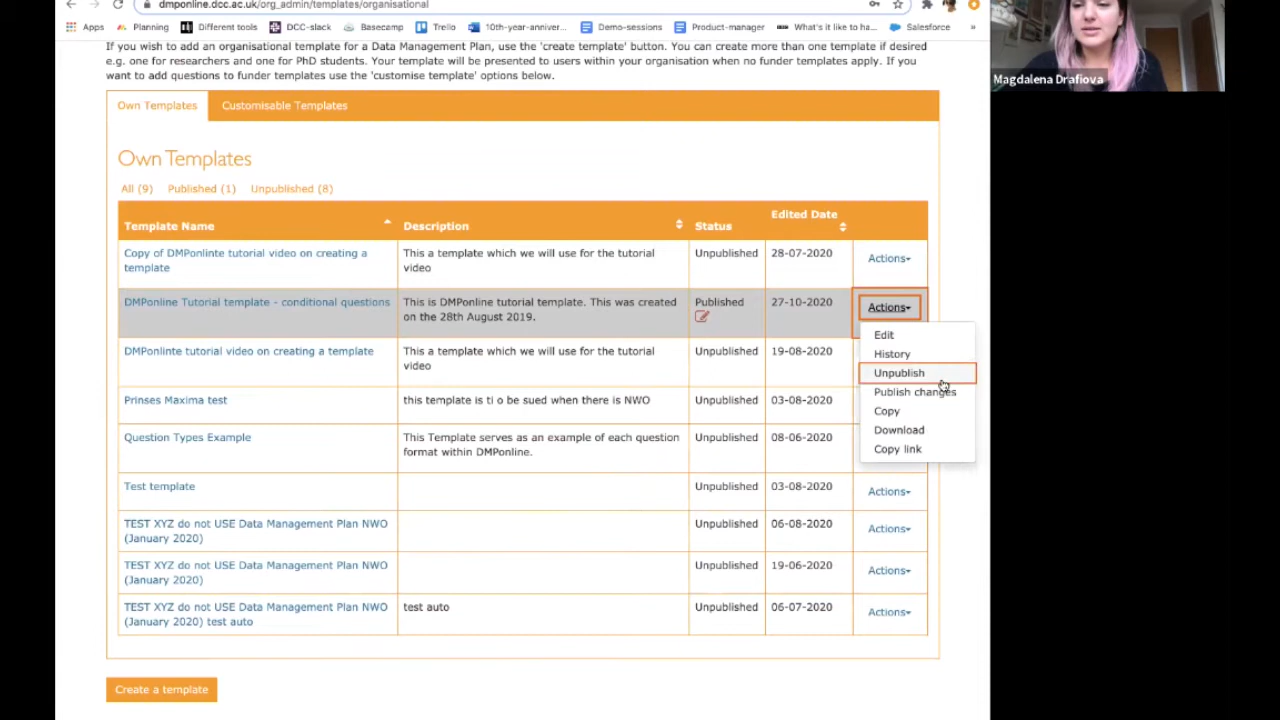 dmponline.dcc.ac.uk/org_admin/templates/organisational
Apps Planning Different tools DCC-slack Basecamp Trello 10th-year-anniver... Demo-sessions Product-manager What's it like to ha... Salesforce »
If you wish to add an organisational template for a Data Management Plan, use the 'create template' button. You can create more than one template if desired
e.g. one for researchers and one for PhD students. Your template will be presented to users within your organisation when no funder templates apply. If you
want to add questions to funder templates use the 'customise template' options below.
Magdalena Drafiova
Own Templates Customisable Templates
Own Templates
All (9) Published (1) Unpublished (8)
Template Name Description Status Edited Date
Copy of DMPonlinte tutorial video on creating a
template
This a template which we will use for the tutorial
video
Unpublished 28-07-2020 Actions
DMPonline Tutorial template - conditional questions
This is DMPonline tutorial template. This was created
on the 28th August 2019.
Published 27-10-2020 Actions
Edit
History
Unpublish
Publish changes
Copy
Download
Copy link
DMPonlinte tutorial video on creating a template
This a template which we will use for the tutorial
video
Unpublished 19-08-2020
Prinses Maxima test this template is ti o be sued when there is NWO Unpublished 03-08-2020
Question Types Example
This Template serves as an example of each question
format within DMPonline.
Unpublished 08-06-2020
Test template Unpublished 03-08-2020 Actions
TEST XYZ do not USE Data Management Plan NWO
(January 2020)
Unpublished 06-08-2020 Actions
TEST XYZ do not USE Data Management Plan NWO
(January 2020)
Unpublished 19-06-2020 Actions
TEST XYZ do not USE Data Management Plan NWO
(January 2020) test auto
test auto
Unpublished 06-07-2020 Actions
Create a template